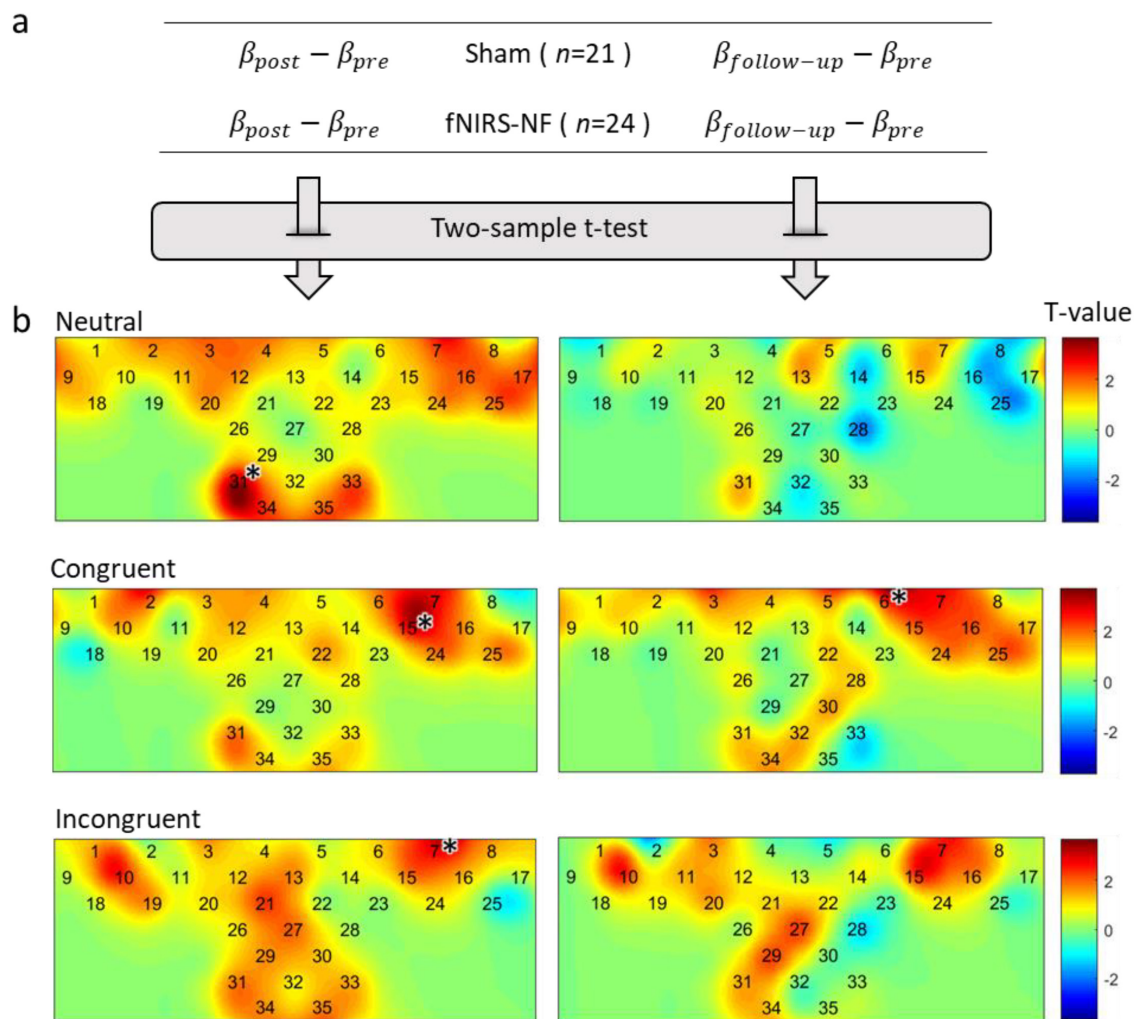 a
βpost − βpre Sham ( n=21 ) βfollow−up − βpre
βpost − βpre fNIRS-NF ( n=24 ) βfollow−up − βpre
Two-sample t-test
b
Neutral
T-value
1 2 3 4 5 6 7 8
9 10 11 12 13 14 15 16 17
18 19 20 21 22 23 24 25
26 27 28
29 30
*
31 32 33
34 35
1 2 3 4 5 6 7 8
9 10 11 12 13 14 15 16 17
18 19 20 21 22 23 24 25
26 27 28
29 30
31 32 33
34 35
2
0
-2
Congruent
1 2 3 4 5 6 7 8
*
9 10 11 12 13 14 15 16 17
18 19 20 21 22 23 24 25
26 27 28
29 30
31 32 33
34 35
*
1 2 3 4 5 6 7 8
9 10 11 12 13 14 15 16 17
18 19 20 21 22 23 24 25
26 27 28
29 30
31 32 33
34 35
2
0
-2
Incongruent
*
1 2 3 4 5 6 7 8
9 10 11 12 13 14 15 16 17
18 19 20 21 22 23 24 25
26 27 28
29 30
31 32 33
34 35
1 2 3 4 5 6 7 8
9 10 11 12 13 14 15 16 17
18 19 20 21 22 23 24 25
26 27 28
29 30
31 32 33
34 35
2
0
-2